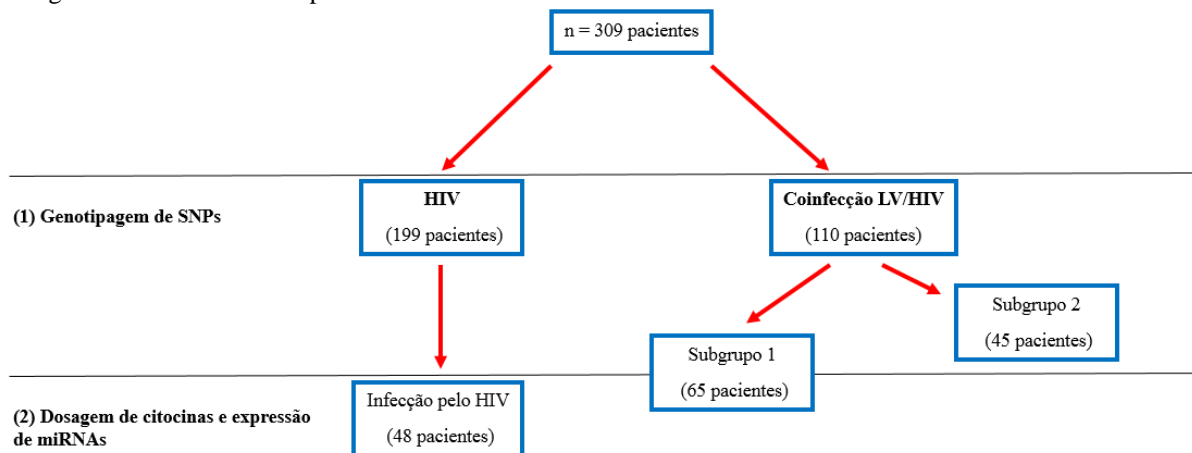 n = 309 pacientes
(1) Genotipagem de SNPs
HIV
(199 pacientes)
Coinfecção LV/HIV
(110 pacientes)
Subgrupo 2
(45 pacientes)
Subgrupo 1
(65 pacientes)
(2) Dosagem de citocinas e expressão
de miRNAs
Infecção pelo HIV
(48 pacientes)